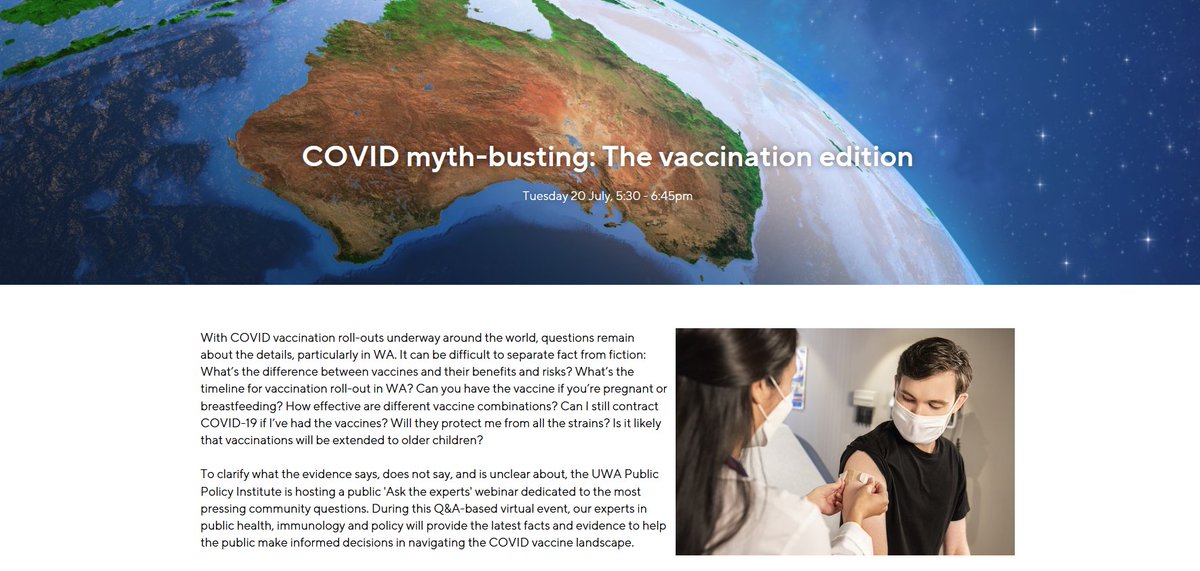 COVID myth-busting: The vaccination edition
Tuesday 20 July, 5:30 - 6:45pm
With COVID vaccination roll-outs underway around the world, questions remain
about the details, particularly in WA. It can be difficult to separate fact from fiction:
What's the difference between vaccines and their benefits and risks? What's the
timeline for vaccination roll-out in WA? Can you have the vaccine if you're pregnant or
breastfeeding? How effective are different vaccine combinations? Can I still contract
COVID-19 if I've had the vaccines? Will they protect me from all the strains? Is it likely
that vaccinations will be extended to older children?
To clarify what the evidence says, does not say, and is unclear about, the UWA Public
Policy Institute is hosting a public 'Ask the experts' webinar dedicated to the most
pressing community questions. During this Q&A-based virtual event, our experts in
public health, immunology and policy will provide the latest facts and evidence to help
the public make informed decisions in navigating the COVID vaccine landscape.